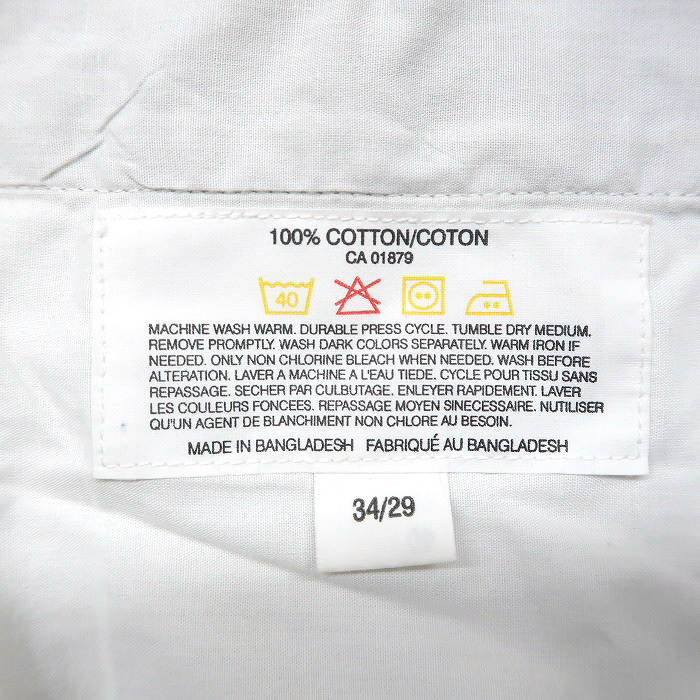 100% COTTON/COTON
CA 01879
40
MACHINE WASH WARM. DURABLE PRESS CYCLE. TUMBLE DRY MEDIUM.
REMOVE PROMPTLY. WASH DARK COLORS SEPARATELY. WARM IRON IF
NEEDED. ONLY NON CHLORINE BLEACH WHEN NEEDED. WASH BEFORE
ALTERATION. LAVER A MACHINE A L'EAU TIEDE. CYCLE POUR TISSU SANS
REPASSAGE. SECHER PAR CULBUTAGE. ENLEYER RAPIDEMENT. LAVER
LES COULEURS FONCEES. REPASSAGE MOYEN SINECESSAIRE. NUTILISER
QU'UN AGENT DE BLANCHIMENT NON CHLORE AU BESOIN.
MADE IN BANGLADESH FABRIQUÉ AU BANGLADESH
34/29